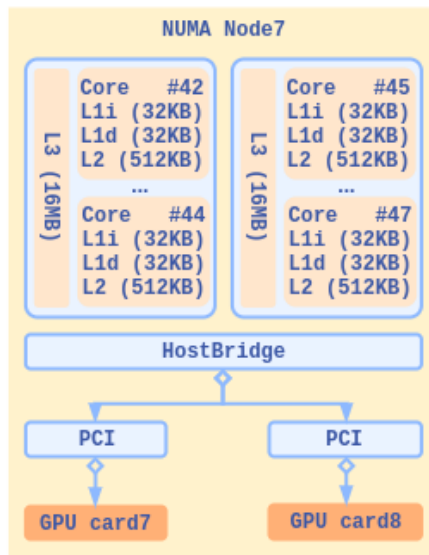 NUMA Node7
L3 (16MB)
Core #42
L1i (32KB)
L1d (32KB)
L2 (512KB)
...
Core #44
L1i (32KB)
L1d (32KB)
L2 (512KB)
L3 (16MB)
Core #45
L1i (32KB)
L1d (32KB)
L2 (512KB)
...
Core #47
L1i (32KB)
L1d (32KB)
L2 (512KB)
HostBridge
PCI
PCI
GPU card7
GPU card8